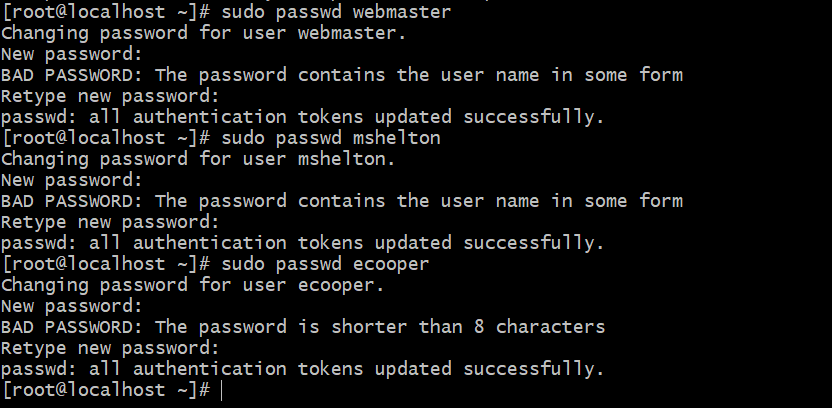 [root@localhost ~]# sudo passwd webmaster
Changing password for user webmaster.
New password:
BAD PASSWORD: The password contains the user name in some form
Retype new password:
passwd: all authentication tokens updated successfully.
[root@localhost ~]# sudo passwd mshelton
Changing password for user mshelton.
New password:
BAD PASSWORD: The password contains the user name in some form
Retype new password:
passwd: all authentication tokens updated successfully.
[root@localhost ~]# sudo passwd ecooper
Changing password for user ecooper.
New password:
BAD PASSWORD: The password is shorter than 8 characters
Retype new password:
passwd: all authentication tokens updated successfully.
[root@localhost ~]#